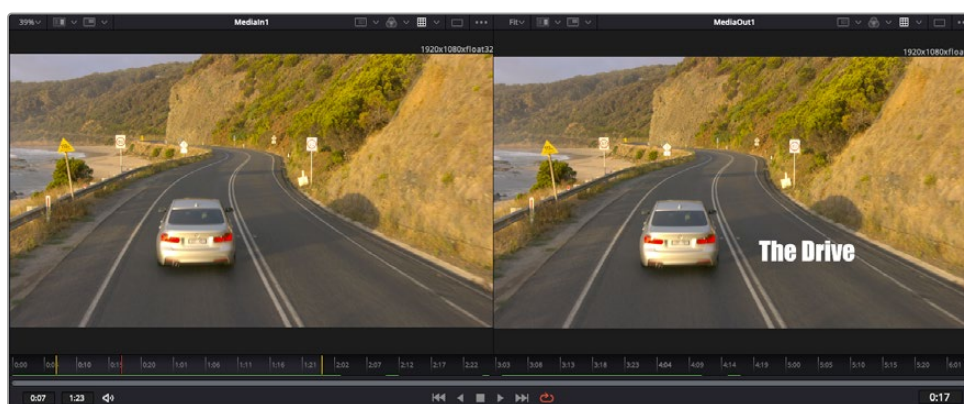 39% MediaIn1 Fit MediaOut1
1920x1080xfloat32 1920x1080xfloat
The Drive
0:00 0:10 0:20 1:01 1:06 1:11 1:16 1:21 2:02 2:07 2:12 2:17 2:22 3:03 3:08 3:13 3:18 3:23 4:04 4:09 4:14 4:19 5:00 5:05 5:10 5:15 5:20 6:01
0:07 1:23 0:17